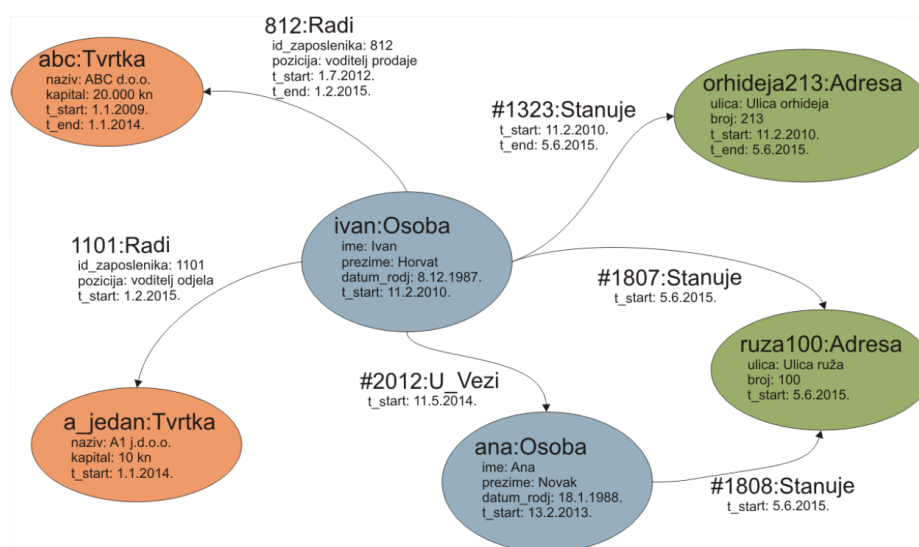 812:Radi
id_zaposlenika: 812
pozicija: voditelj prodaje
t_start: 1.7.2012.
t_end: 1.2.2015.
abc:Tvrtka
naziv: ABC d.o.o.
kapital: 20.000 kn
t_start: 1.1.2009.
t_end: 1.1.2014.
#1323:Stanuje
t_start: 11.2.2010.
t_end: 5.6.2015.
orhideja213:Adresa
ulica: Ulica orhideja
broj: 213
t_start: 11.2.2010.
t_end: 5.6.2015.
ivan:Osoba
ime: Ivan
prezime: Horvat
datum_rodj: 8.12.1987.
t_start: 11.2.2010.
1101:Radi
id_zaposlenika: 1101
pozicija: voditelj odjela
t_start: 1.2.2015.
#1807:Stanuje
t_start: 5.6.2015.
ruza100:Adresa
ulica: Ulica ruža
broj: 100
t_start: 5.6.2015.
#2012:U_Vezi
t_start: 11.5.2014.
a_jedan:Tvrtka
naziv: A1 j.d.o.o.
kapital: 10 kn
t_start: 1.1.2014.
ana:Osoba
ime: Ana
prezime: Novak
datum_rodj: 18.1.1988.
t_start: 13.2.2013.
#1808:Stanuje
t_start: 5.6.2015.